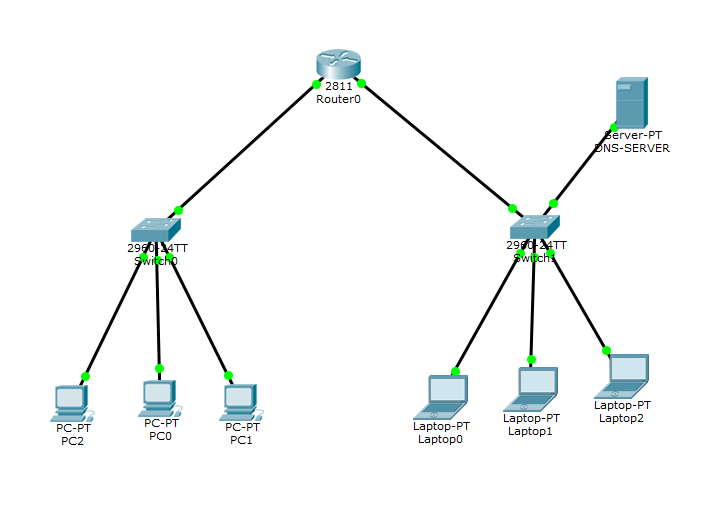 2811
Router0
Server-PT
DNS-SERVER
2960-24TT
Switch0
2960-24TT
Switch1
PC-PT
PC2
PC-PT
PC0
PC-PT
PC1
Laptop-PT
Laptop0
Laptop-PT
Laptop1
Laptop-PT
Laptop2